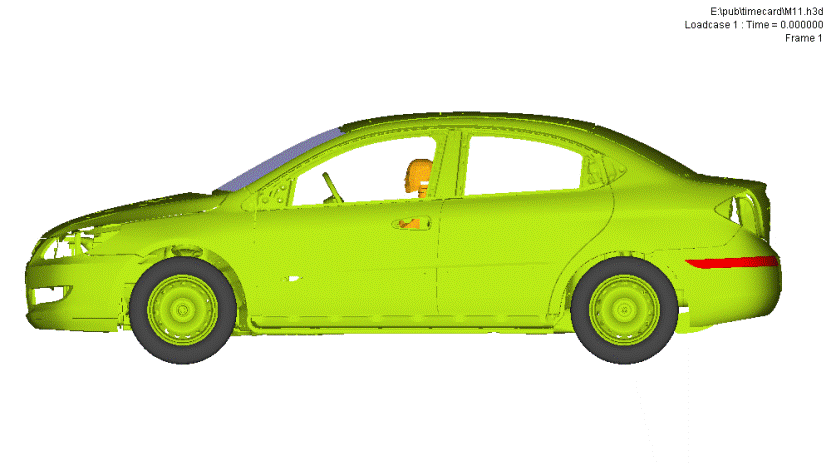 E:\pub\timecard\M11.h3d
Loadcase 1 : Time = 0.000000
Frame 1